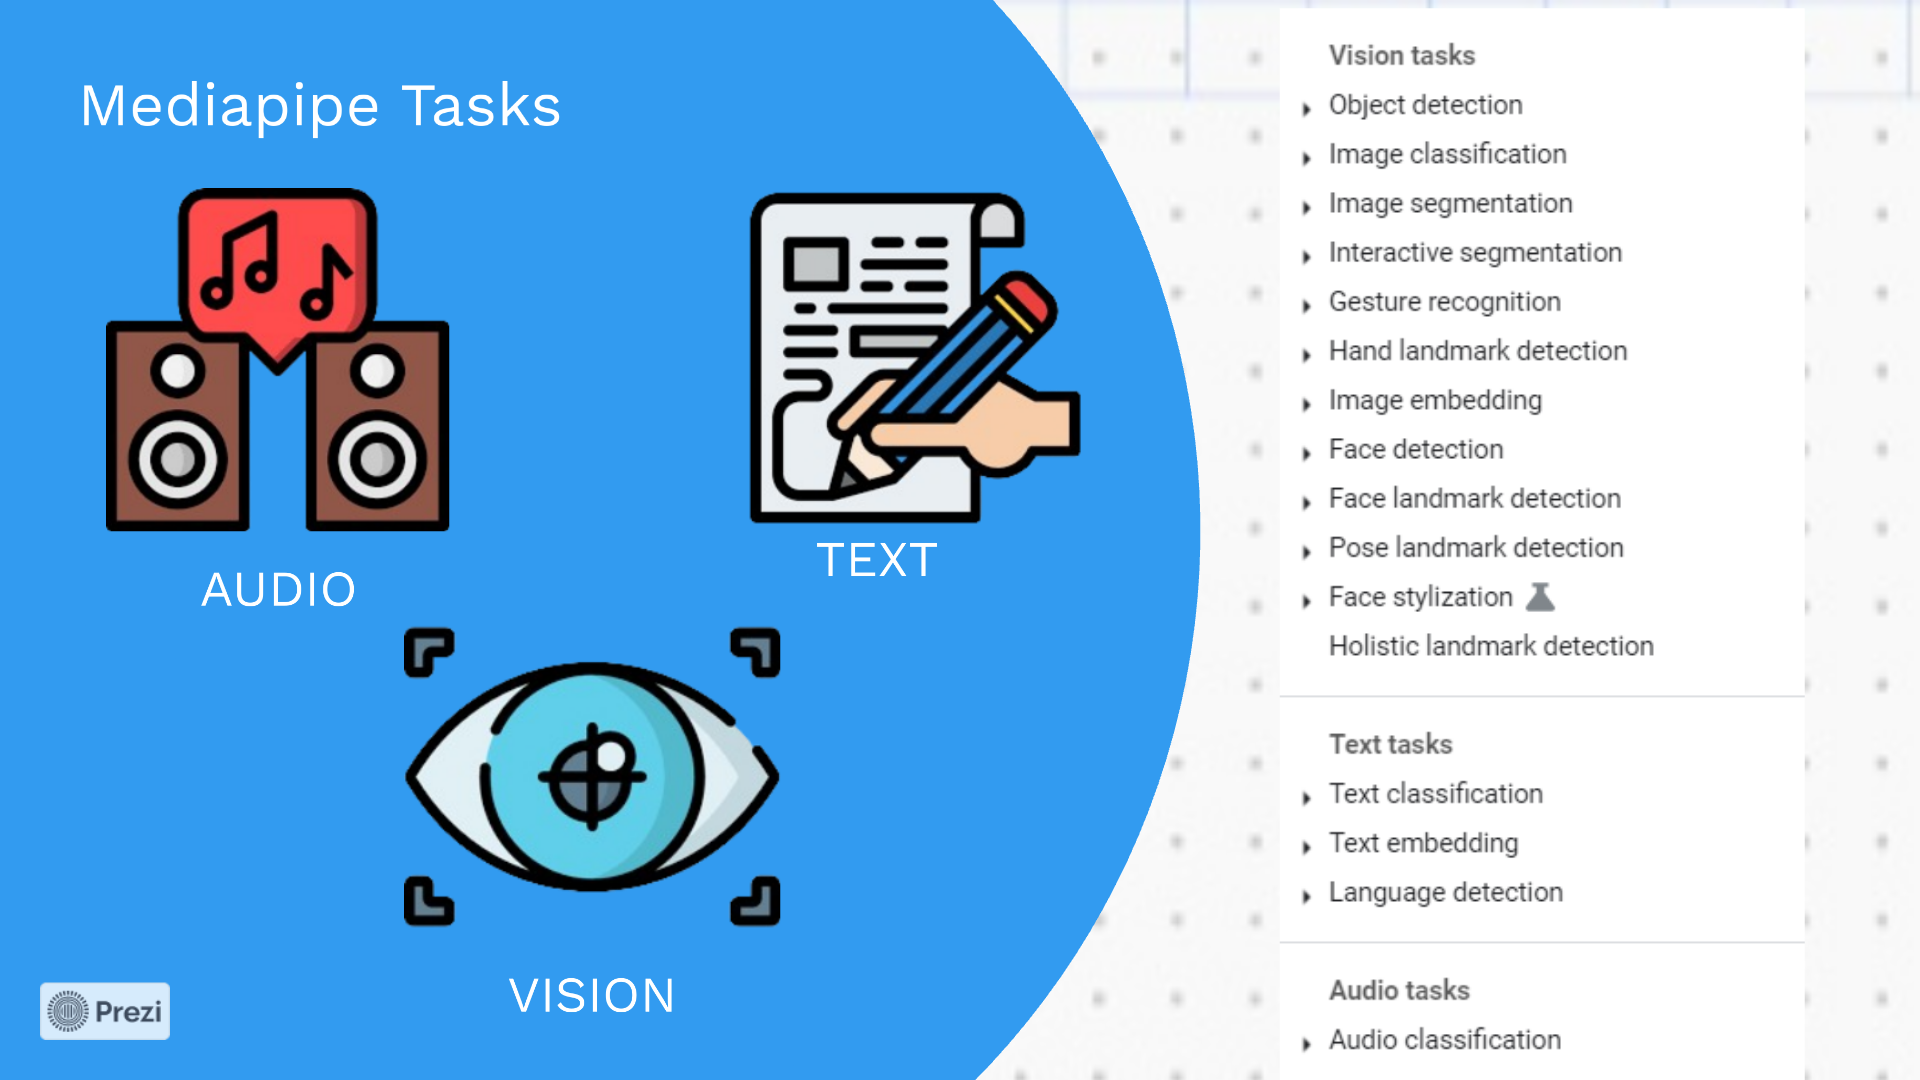 Mediapipe Tasks
AUDIO
TEXT
VISION
Prezi
Vision tasks
Object detection
Image classification
Image segmentation
Interactive segmentation
Gesture recognition
Hand landmark detection
Image embedding
Face detection
Face landmark detection
Pose landmark detection
Face stylization
Holistic landmark detection
Text tasks
Text classification
Text embedding
Language detection
Audio tasks
Audio classification